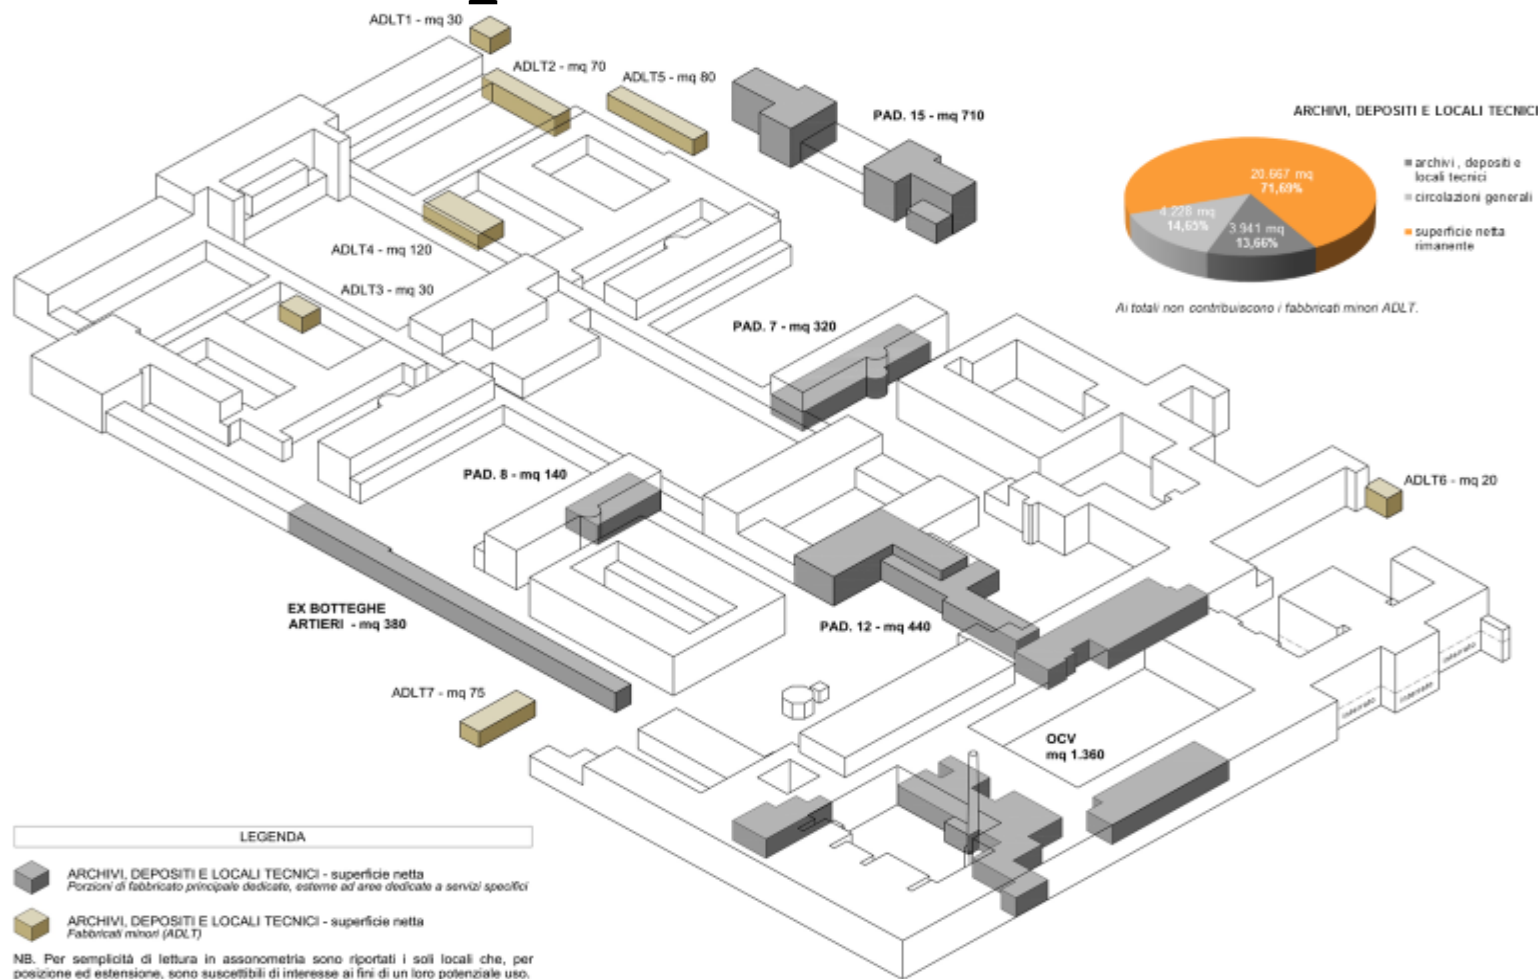 ADLT1 - mq 30
ADLT2 - mq 70
ADLT5 - mq 80
PAD. 15 - mq 710
ARCHIVI, DEPOSITI E LOCALI TECNICI
20.667 mq
71,69%
4.226 mq
14,65%
3.941 mq
13,66%
archivi , depositi e
locali tecnici
circolazioni generali
superficie netta
rimanente
Ai totali non contribuiscono i fabbricati minori ADLT.
ADLT4 - mq 120
ADLT3 - mq 30
PAD. 7 - mq 320
PAD. 8 - mq 140
ADLT6 - mq 20
EX BOTTEGHE
ARTIERI - mq 380
PAD. 12 - mq 440
interrato
interrato
interrato
ADLT7 - mq 75
OCV
mq 1.360
LEGENDA
ARCHIVI, DEPOSITI E LOCALI TECNICI - superficie netta
Porzioni di fabbricato principale dedicate, esterne ad aree dedicate a servizi specifici
ARCHIVI, DEPOSITI E LOCALI TECNICI - superficie netta
Fabbricati minori (ADLT)
NB. Per semplicità di lettura in assonometria sono riportati i soli locali che, per
posizione ed estensione, sono suscettibili di interesse ai fini di un loro potenziale uso.